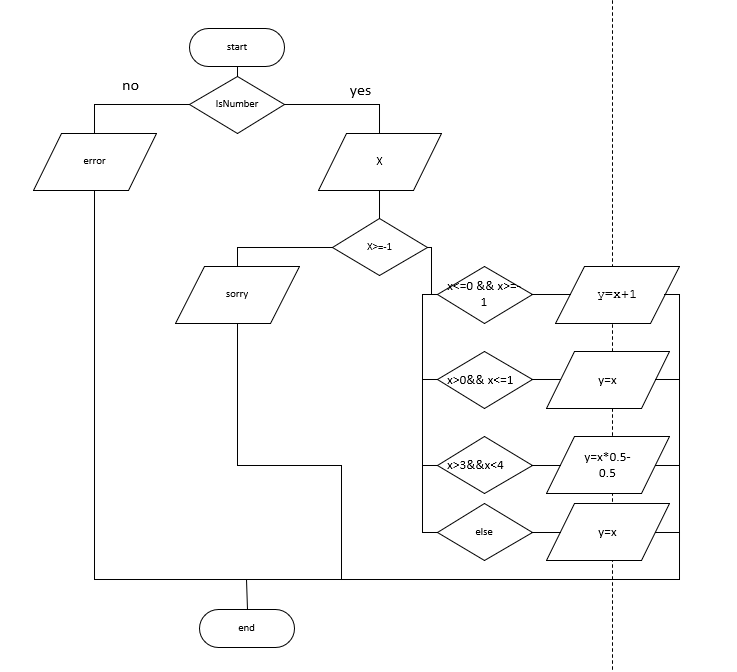 start
no
yes
IsNumber
error
X
X>=-1
sorry
x<=0 && x>=-
1
y=x+1
x>0&& x<=1
y=x
x>3&&x<4
y=x*0.5-
0.5
else
y=x
end